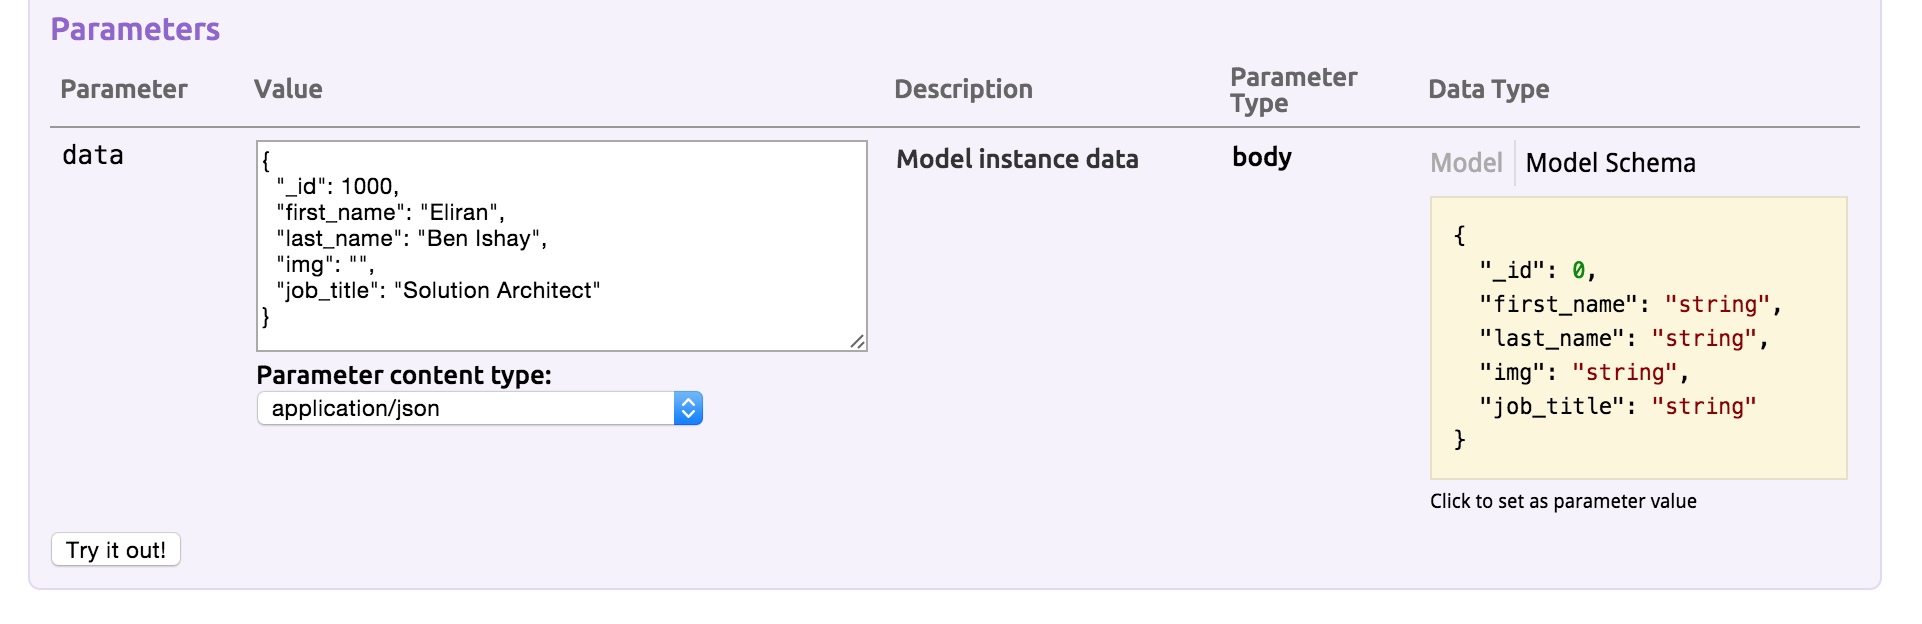 Parameters
Parameter Value Description Parameter Type Data Type
data
{
"_id": 1000,
"first_name": "Eliran",
"last_name": "Ben Ishay",
"img": "",
"job_title": "Solution Architect"
}
Parameter content type:
application/json
Model instance data
body
Model Model Schema
{
"_id": 0,
"first_name": "string",
"last_name": "string",
"img": "string",
"job_title": "string"
}
Click to set as parameter value
Try it out!